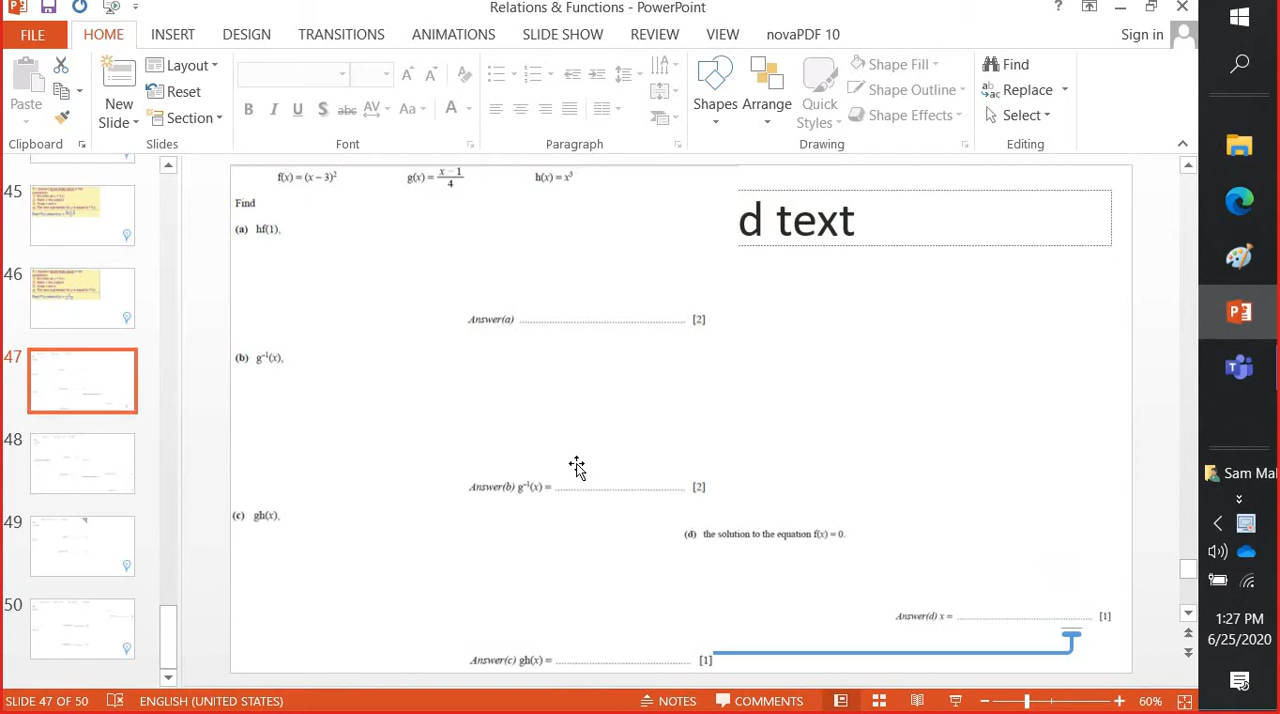 Relations & Functions - PowerPoint
?
FILE
HOME
INSERT
DESIGN
TRANSITIONS
ANIMATIONS
SLIDE SHOW
REVIEW
VIEW
novaPDF 10
Sign in
Paste
New
Slide
Layout
Reset
Section
B I U S abc AV Aa A
Shapes
Arrange
Quick
Styles
Shape Fill
Shape Outline
Shape Effects
Find
Replace
Select
Clipboard
Slides
Font
Paragraph
Drawing
Editing
45
46
47
48
49
50
f(x) = (x – 3)²
g(x) = (x – 1)/4
h(x) = x³
Find
(a) hf(1),
d text
Answer(a) ........................................ [2]
(b) g⁻¹(x),
Answer(b) g⁻¹(x) = ........................................ [2]
(c) gh(x),
(d) the solution to the equation f(x) = 0.
Answer(d) x = ........................................ [1]
Answer(c) gh(x) = ........................................ [1]
Sam Mal
1:27 PM
6/25/2020
SLIDE 47 OF 50
ENGLISH (UNITED STATES)
NOTES
COMMENTS
60%